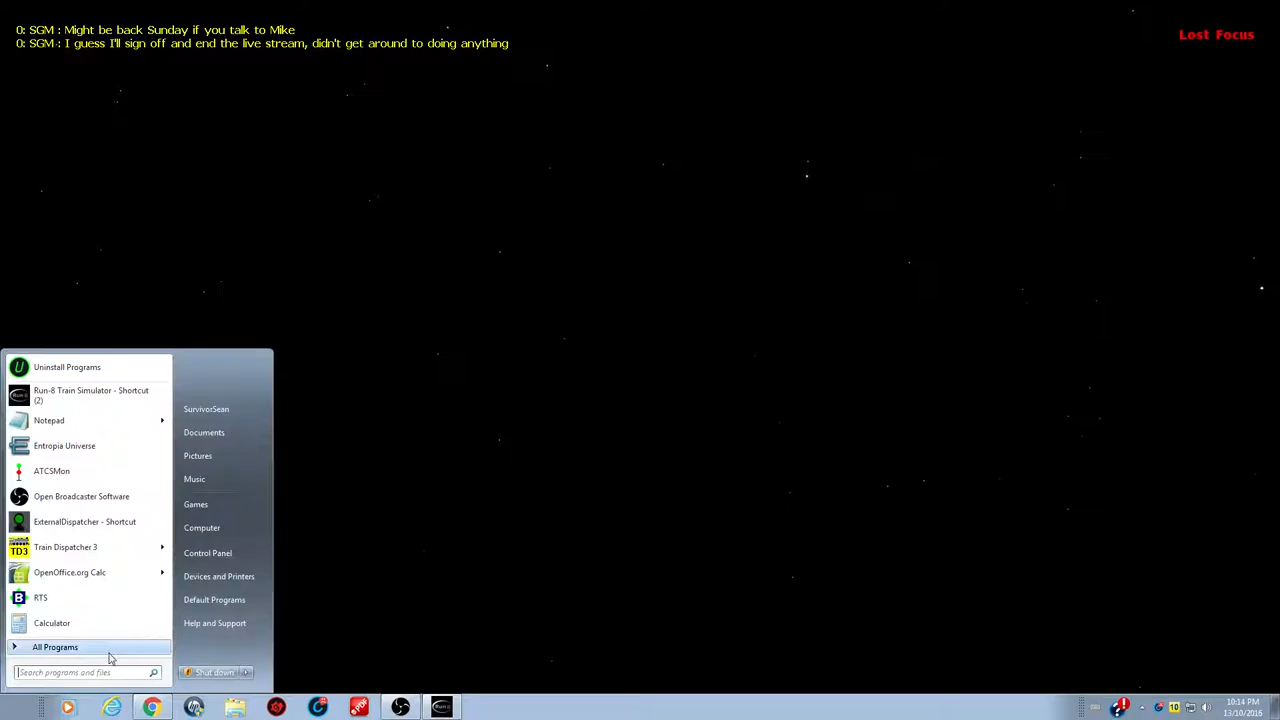 0: SGM : Might be back Sunday if you talk to Mike
0: SGM : I guess I'll sign off and end the live stream, didn't get around to doing anything
Lost Focus
Uninstall Programs
Run-8 Train Simulator - Shortcut
(2)
Notepad
Entropia Universe
ATCSMon
Open Broadcaster Software
ExternalDispatcher - Shortcut
TD3
Train Dispatcher 3
OpenOffice.org Calc
B
RTS
Calculator
All Programs
Search programs and files
SurvivorSean
Documents
Pictures
Music
Games
Computer
Control Panel
Devices and Printers
Default Programs
Help and Support
Shut down
PDF
10
10:14 PM
13/10/2016